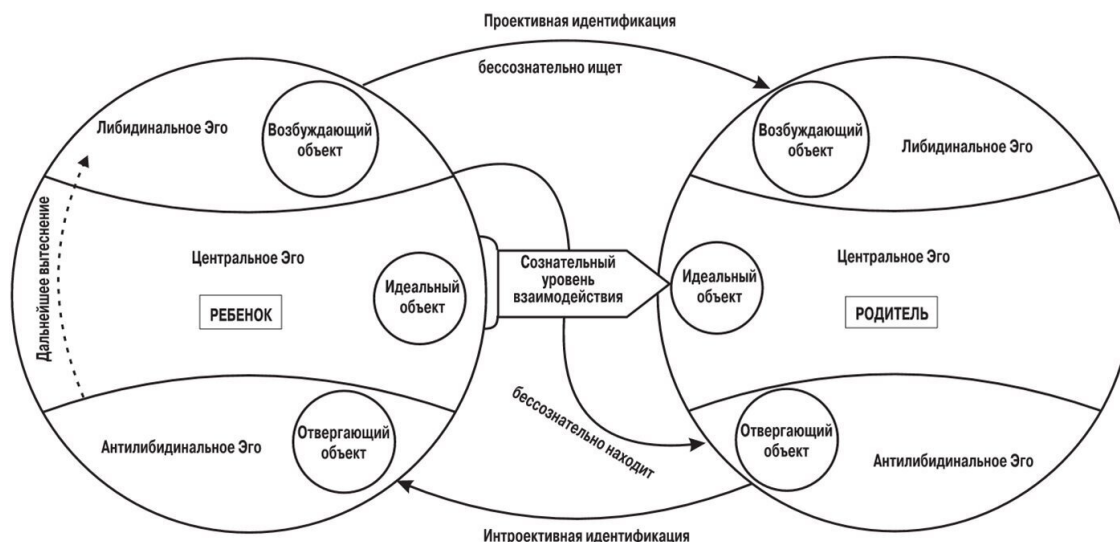 Проективная идентификация
бессознательно ищет
Либидинальное Эго
Возбуждающий
объект
Возбуждающий
объект
Либидинальное Эго
Дальнейшее вытеснение
Центральное Эго
Идеальный
объект
РЕБЕНОК
Сознательный
уровень
взаимодействия
Идеальный
объект
Центральное Эго
РОДИТЕЛЬ
бессознательно находит
Антилибидинальное Эго
Отвергающий
объект
Отвергающий
объект
Антилибидинальное Эго
Интроективная идентификация